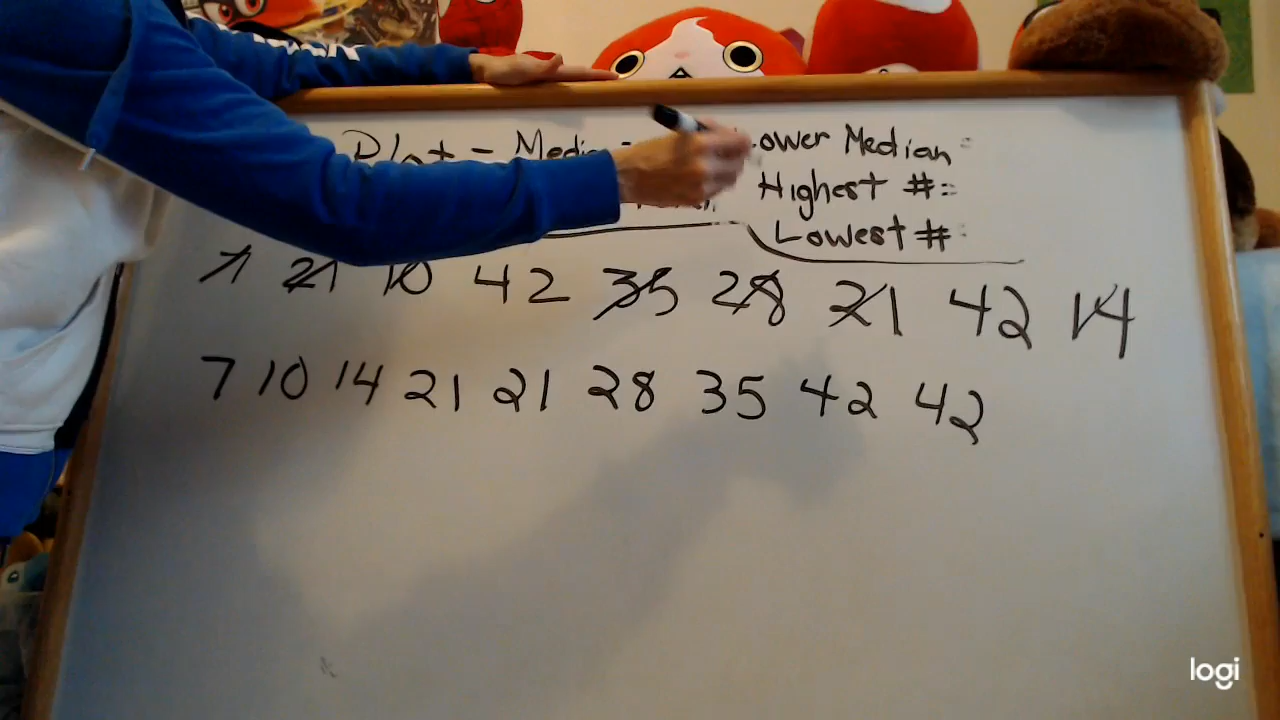 Plot - Median Lower Median:
Highest #:
Lowest #:
7 21 10 42 35 28 21 42 14
7 10 14 21 21 28 35 42 42
logi